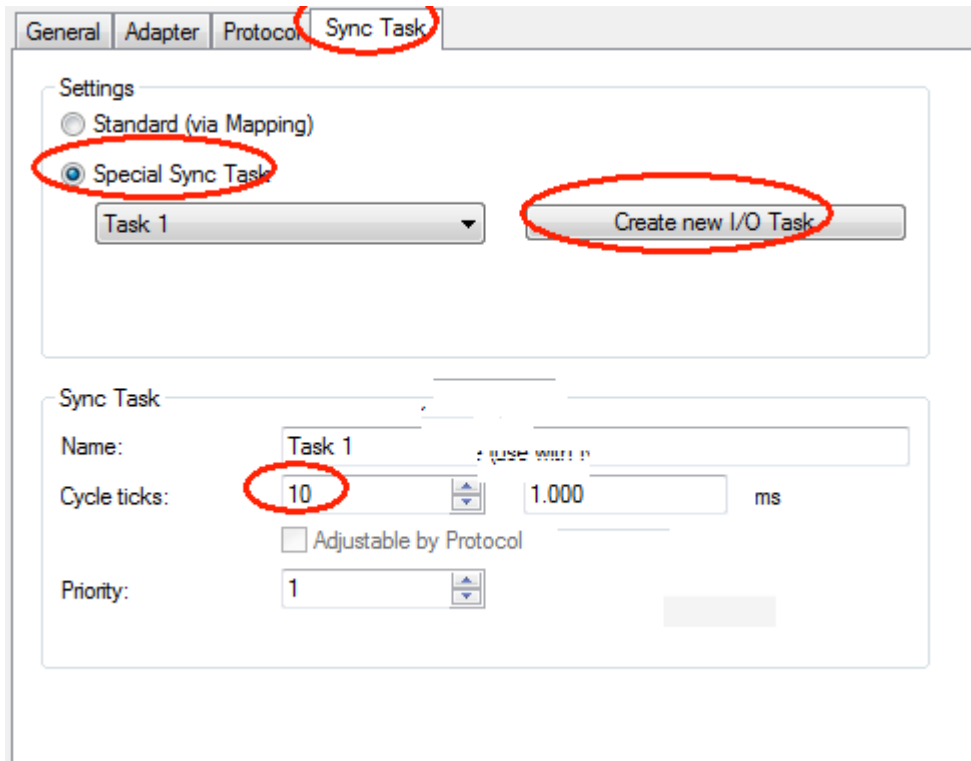 General Adapter Protocol Sync Task
Settings
Standard (via Mapping)
Special Sync Task
Task 1 Create new I/O Task
Sync Task
Name: Task 1
Cycle ticks: 10 1.000 ms
Adjustable by Protocol
Priority: 1